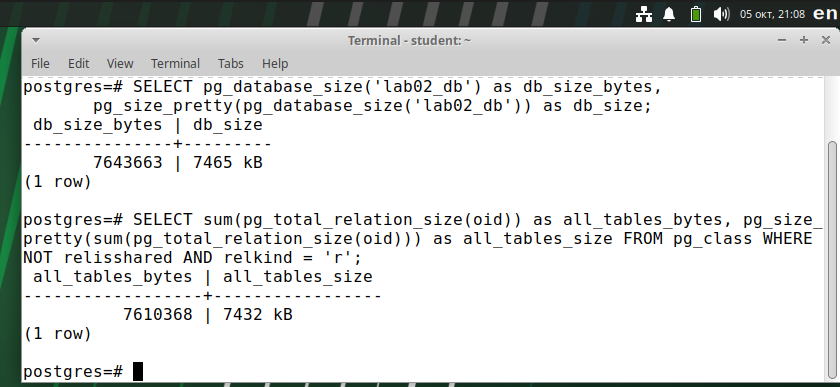 05 окт, 21:08 en
Terminal - student: ~
File Edit View Terminal Tabs Help
postgres=# SELECT pg_database_size('lab02_db') as db_size_bytes,
       pg_size_pretty(pg_database_size('lab02_db')) as db_size;
 db_size_bytes | db_size
---------------+---------
       7643663 | 7465 kB
(1 row)
postgres=# SELECT sum(pg_total_relation_size(oid)) as all_tables_bytes, pg_size_
pretty(sum(pg_total_relation_size(oid))) as all_tables_size FROM pg_class WHERE
NOT relisshared AND relkind = 'r';
 all_tables_bytes | all_tables_size
------------------+-----------------
          7610368 | 7432 kB
(1 row)
postgres=#